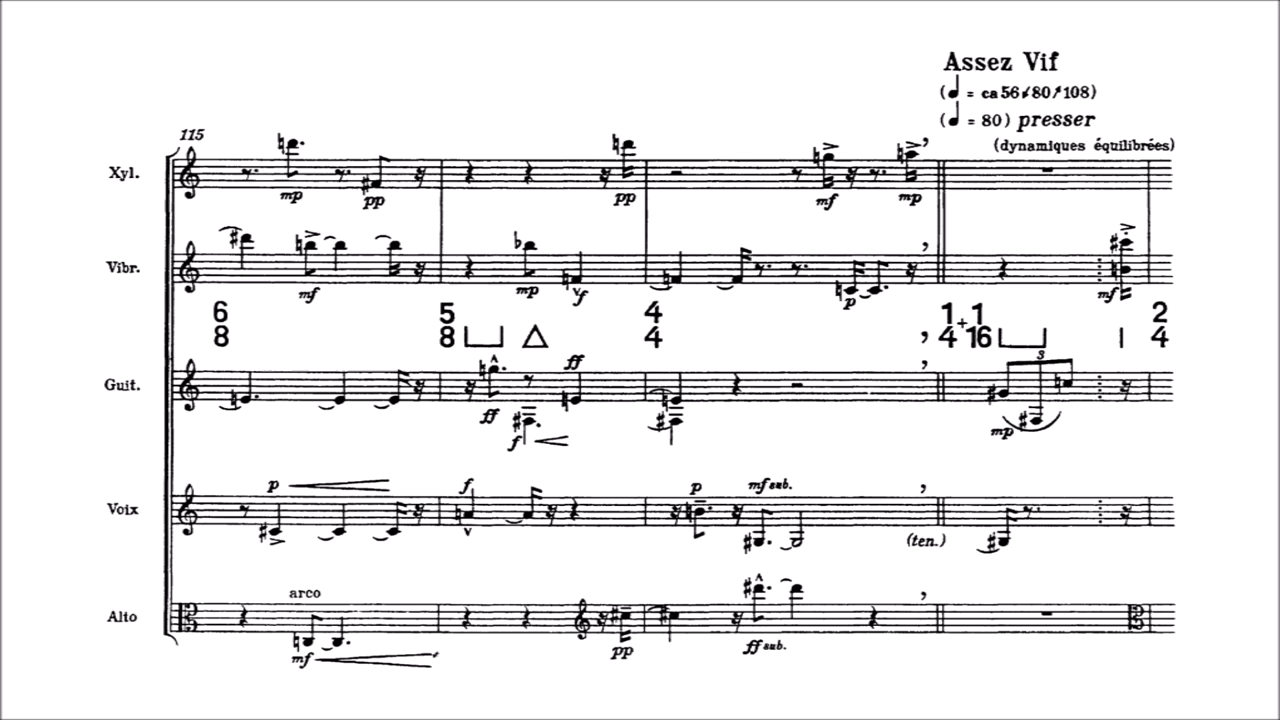 Assez Vif
(♩ = ca 56↙80↗108)
(♩ = 80) presser
(dynamiques équilibrées)
115
Xyl.
mp pp pp mf mp
Vibr.
mf mp f p mf
6 5 4 1+1 2
8 8 4 4 16 4
Guit.
ff 3
ff f mp
Voix
p f p mf sub.
(ten.)
Alto
arco
mf pp ff sub.